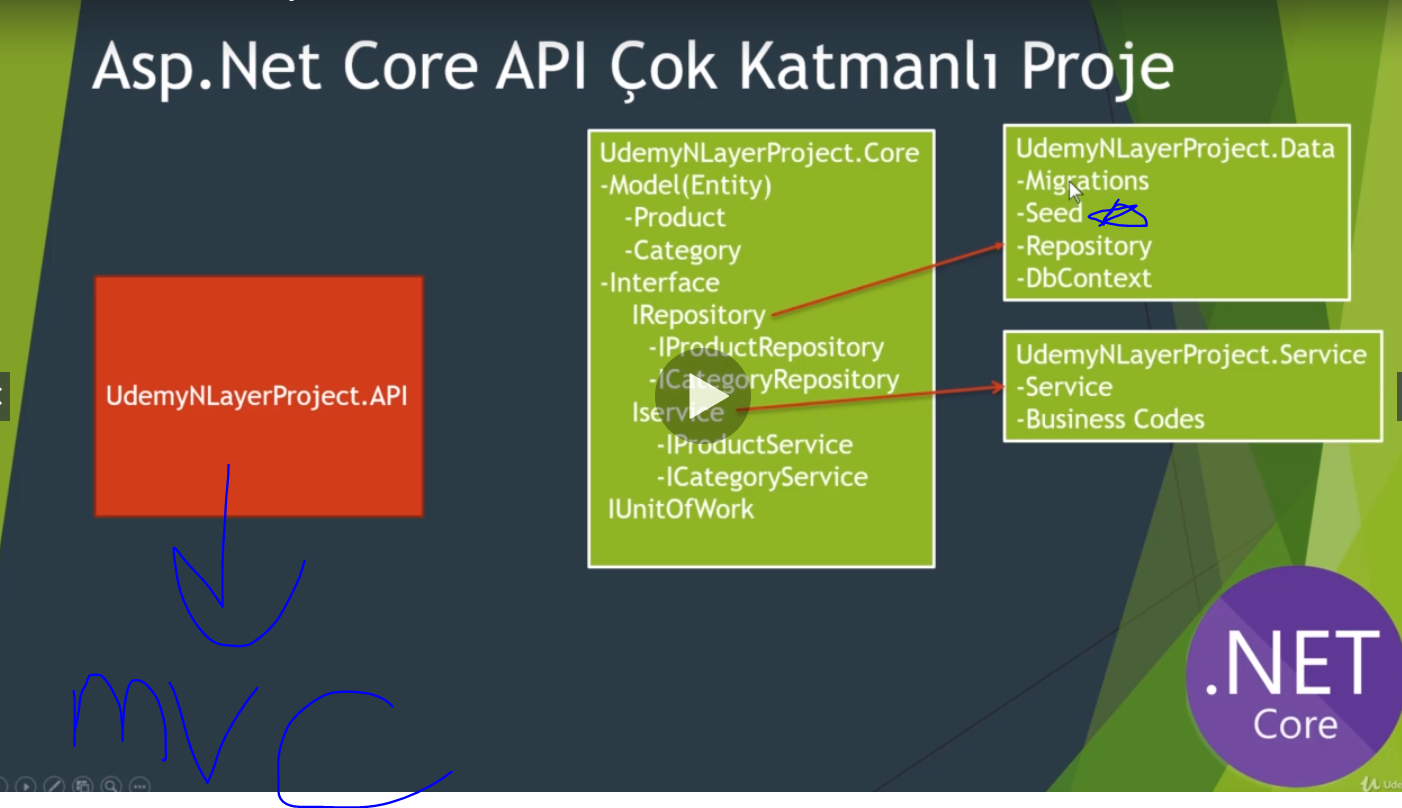 Asp.Net Core API Çok Katmanlı Proje
UdemyNLayerProject.API
MVC
UdemyNLayerProject.Core
-Model(Entity)
-Product
-Category
-Interface
IRepository
-IProductRepository
-ICategoryRepository
Iservice
-IProductService
-ICategoryService
IUnitOfWork
UdemyNLayerProject.Data
-Migrations
-Seed
-Repository
-DbContext
UdemyNLayerProject.Service
-Service
-Business Codes
.NET
Core